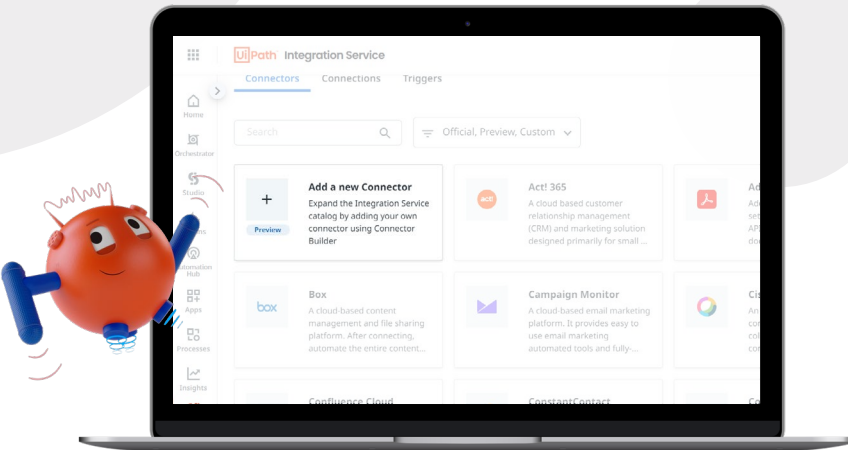 UiPath Integration Service
Connectors Connections Triggers
Home
Search
Official, Preview, Custom
Orchestrator
Studio
Add a new Connector
Expand the Integration Service
catalog by adding your own
connector using Connector
Builder
Preview
Act! 365
A cloud based customer
relationship management
(CRM) and marketing solution
designed primarily for small ...
act!
Hub
Apps
Processes
Insights
Box
A cloud-based content
management and file sharing
platform. After connecting,
automate the entire content...
box
Campaign Monitor
A cloud-based email marketing
platform. It provides easy to
use email marketing
automated tools and fully-...
Confluence Cloud
ConstantContact